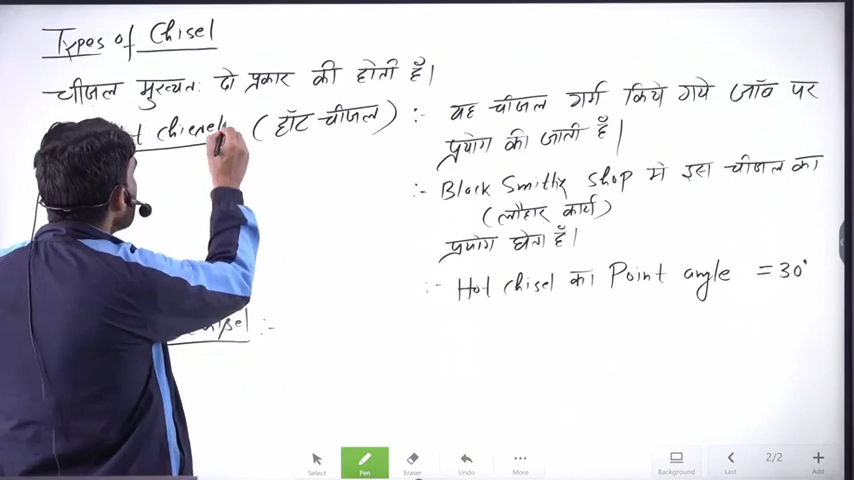 Types of Chisel
चीजल मुख्यतः दो प्रकार की होती हैं।
(हॉट चीजल) :- यह चीजल गर्म किये गये जॉब पर
प्रयोग की जाती हैं।
:- Black Smithy Shop मे इस चीजल का
(लौहार कार्य)
प्रयोग होता हैं।
:- Hot Chisel का Point angle = 30°
:-
Select
Pen
Eraser
Undo
More
Background
Last
2/2
Add